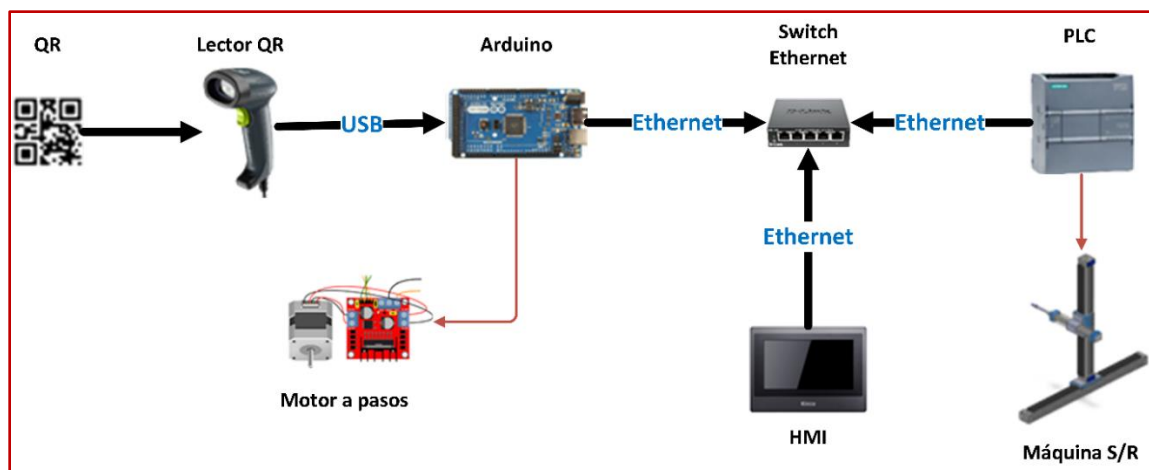 QR
Lector QR
Arduino
Switch
Ethernet
PLC
USB
Ethernet
Ethernet
Ethernet
Motor a pasos
HMI
Máquina S/R